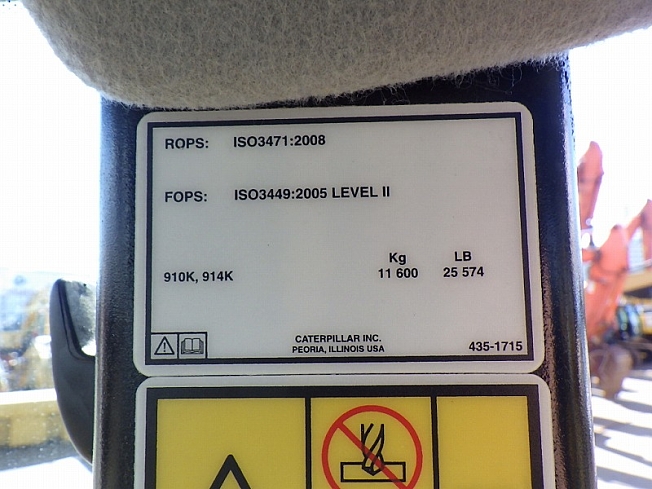 ROPS: ISO3471:2008
FOPS: ISO3449:2005 LEVEL II
Kg LB
910K, 914K 11 600 25 574
CATERPILLAR INC.
PEORIA, ILLINOIS USA 435-1715